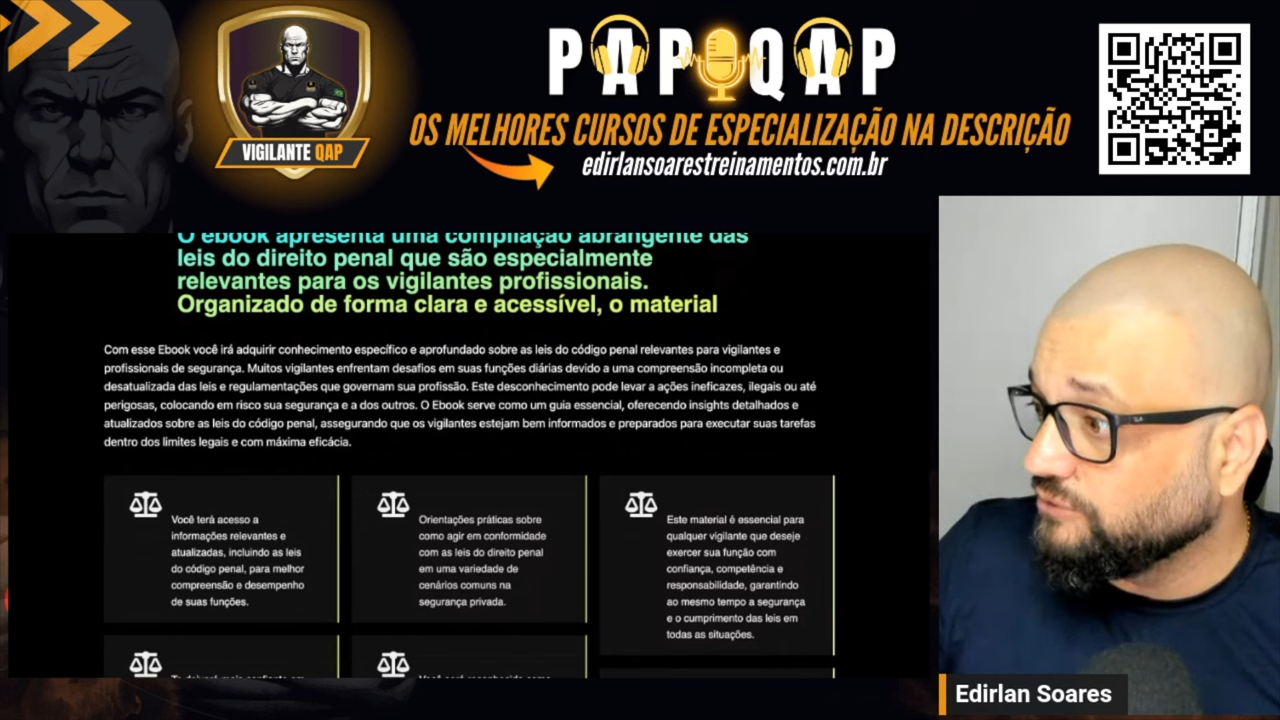 PAPOQAP
VIGILANTE QAP
OS MELHORES CURSOS DE ESPECIALIZAÇÃO NA DESCRIÇÃO
edirlansoarestreinamentos.com.br
O ebook apresenta uma compilação abrangente das
leis do direito penal que são especialmente
relevantes para os vigilantes profissionais.
Organizado de forma clara e acessível, o material
Com esse Ebook você irá adquirir conhecimento específico e aprofundado sobre as leis do código penal relevantes para vigilantes e
profissionais de segurança. Muitos vigilantes enfrentam desafios em suas funções diárias devido a uma compreensão incompleta ou
desatualizada das leis e regulamentações que governam sua profissão. Este desconhecimento pode levar a ações ineficazes, ilegais ou até
perigosas, colocando em risco sua segurança e a dos outros. O Ebook serve como um guia essencial, oferecendo insights detalhados e
atualizados sobre as leis do código penal, assegurando que os vigilantes estejam bem informados e preparados para executar suas tarefas
dentro dos limites legais e com máxima eficácia.
Você terá acesso a
informações relevantes e
atualizadas, incluindo as leis
do código penal, para melhor
compreensão e desempenho
de suas funções.
Orientações práticas sobre
como agir em conformidade
com as leis do direito penal
em uma variedade de
cenários comuns na
segurança privada.
Este material é essencial para
qualquer vigilante que deseje
exercer sua função com
confiança, competência e
responsabilidade, garantindo
ao mesmo tempo a segurança
e o cumprimento das leis em
todas as situações.
Edirlan Soares